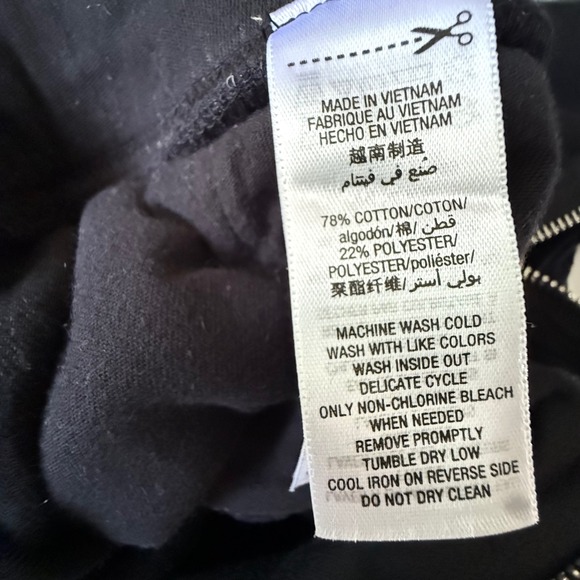 MADE IN VIETNAM
FABRIQUE AU VIETNAM
HECHO EN VIETNAM
越南制造
صُنع في فيتنام
78% COTTON/COTON/
algodón/棉/قطن
22% POLYESTER/
POLYESTER/poliéster/
聚酯纤维/بولي أستر
MACHINE WASH COLD
WASH WITH LIKE COLORS
WASH INSIDE OUT
DELICATE CYCLE
ONLY NON-CHLORINE BLEACH
WHEN NEEDED
REMOVE PROMPTLY
TUMBLE DRY LOW
COOL IRON ON REVERSE SIDE
DO NOT DRY CLEAN